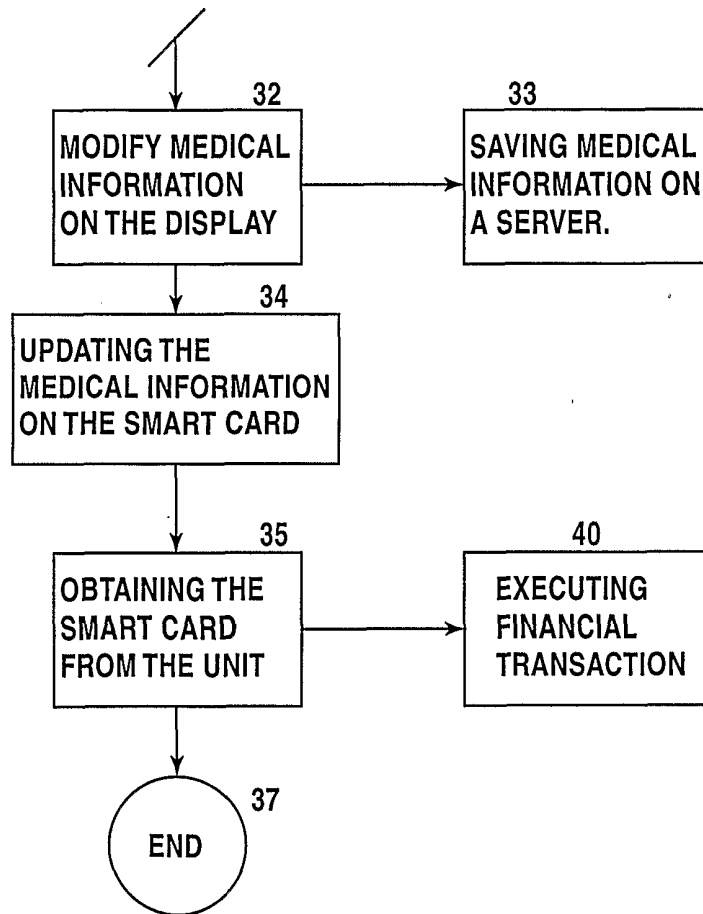 32
MODIFY MEDICAL
INFORMATION
ON THE DISPLAY
33
SAVING MEDICAL
INFORMATION ON
A SERVER.
34
UPDATING THE
MEDICAL INFORMATION
ON THE SMART CARD
35
OBTAINING THE
SMART CARD
FROM THE UNIT
40
EXECUTING
FINANCIAL
TRANSACTION
37
END